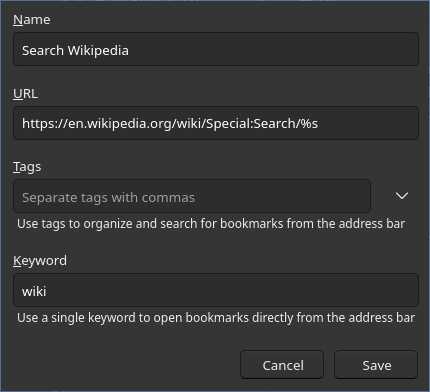 Name
Search Wikipedia
URL
https://en.wikipedia.org/wiki/Special:Search/%s
Tags
Separate tags with commas
Use tags to organize and search for bookmarks from the address bar
Keyword
wiki
Use a single keyword to open bookmarks directly from the address bar
Cancel Save